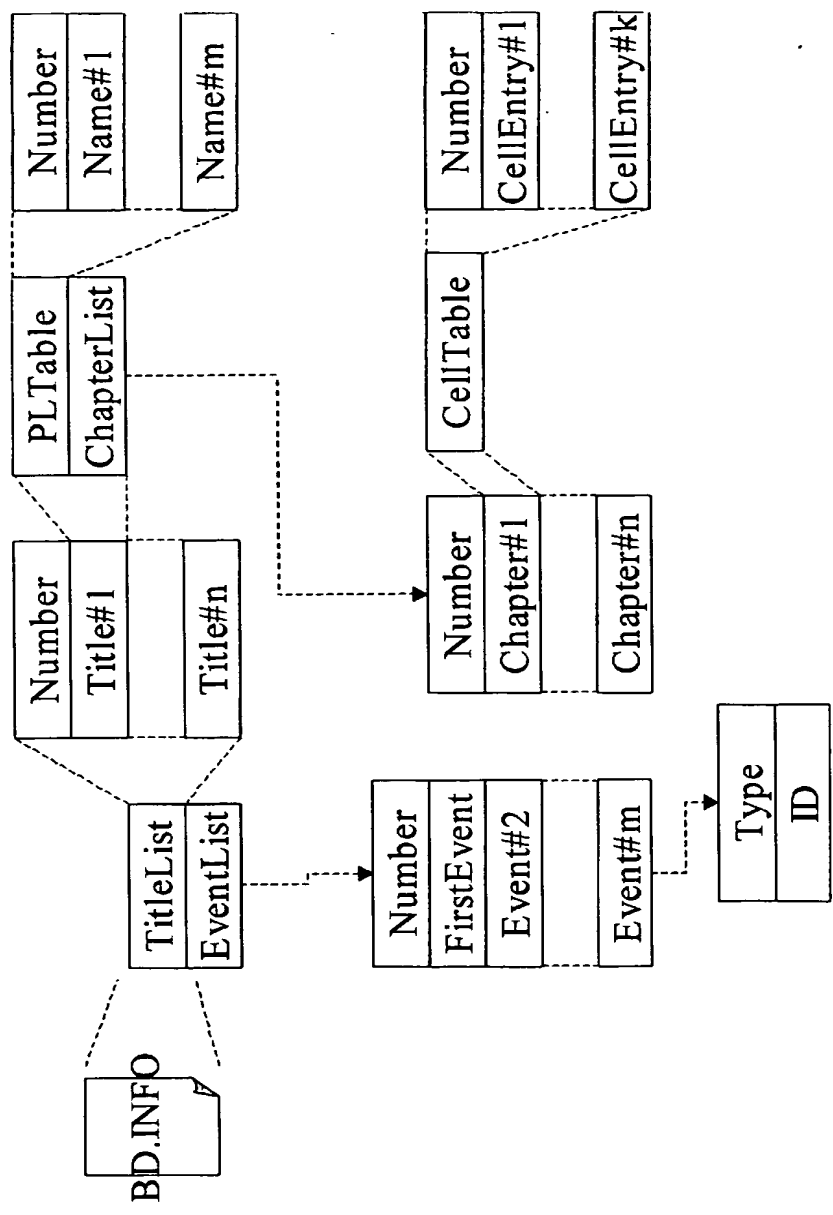 BD.INFO
TitleList
EventList
Number
Title#1
Title#n
PLTable
ChapterList
Number
Name#1
Name#m
Number
FirstEvent
Event#2
Event#m
Type
ID
Number
Chapter#1
Chapter#n
CellTable
Number
CellEntry#1
CellEntry#k